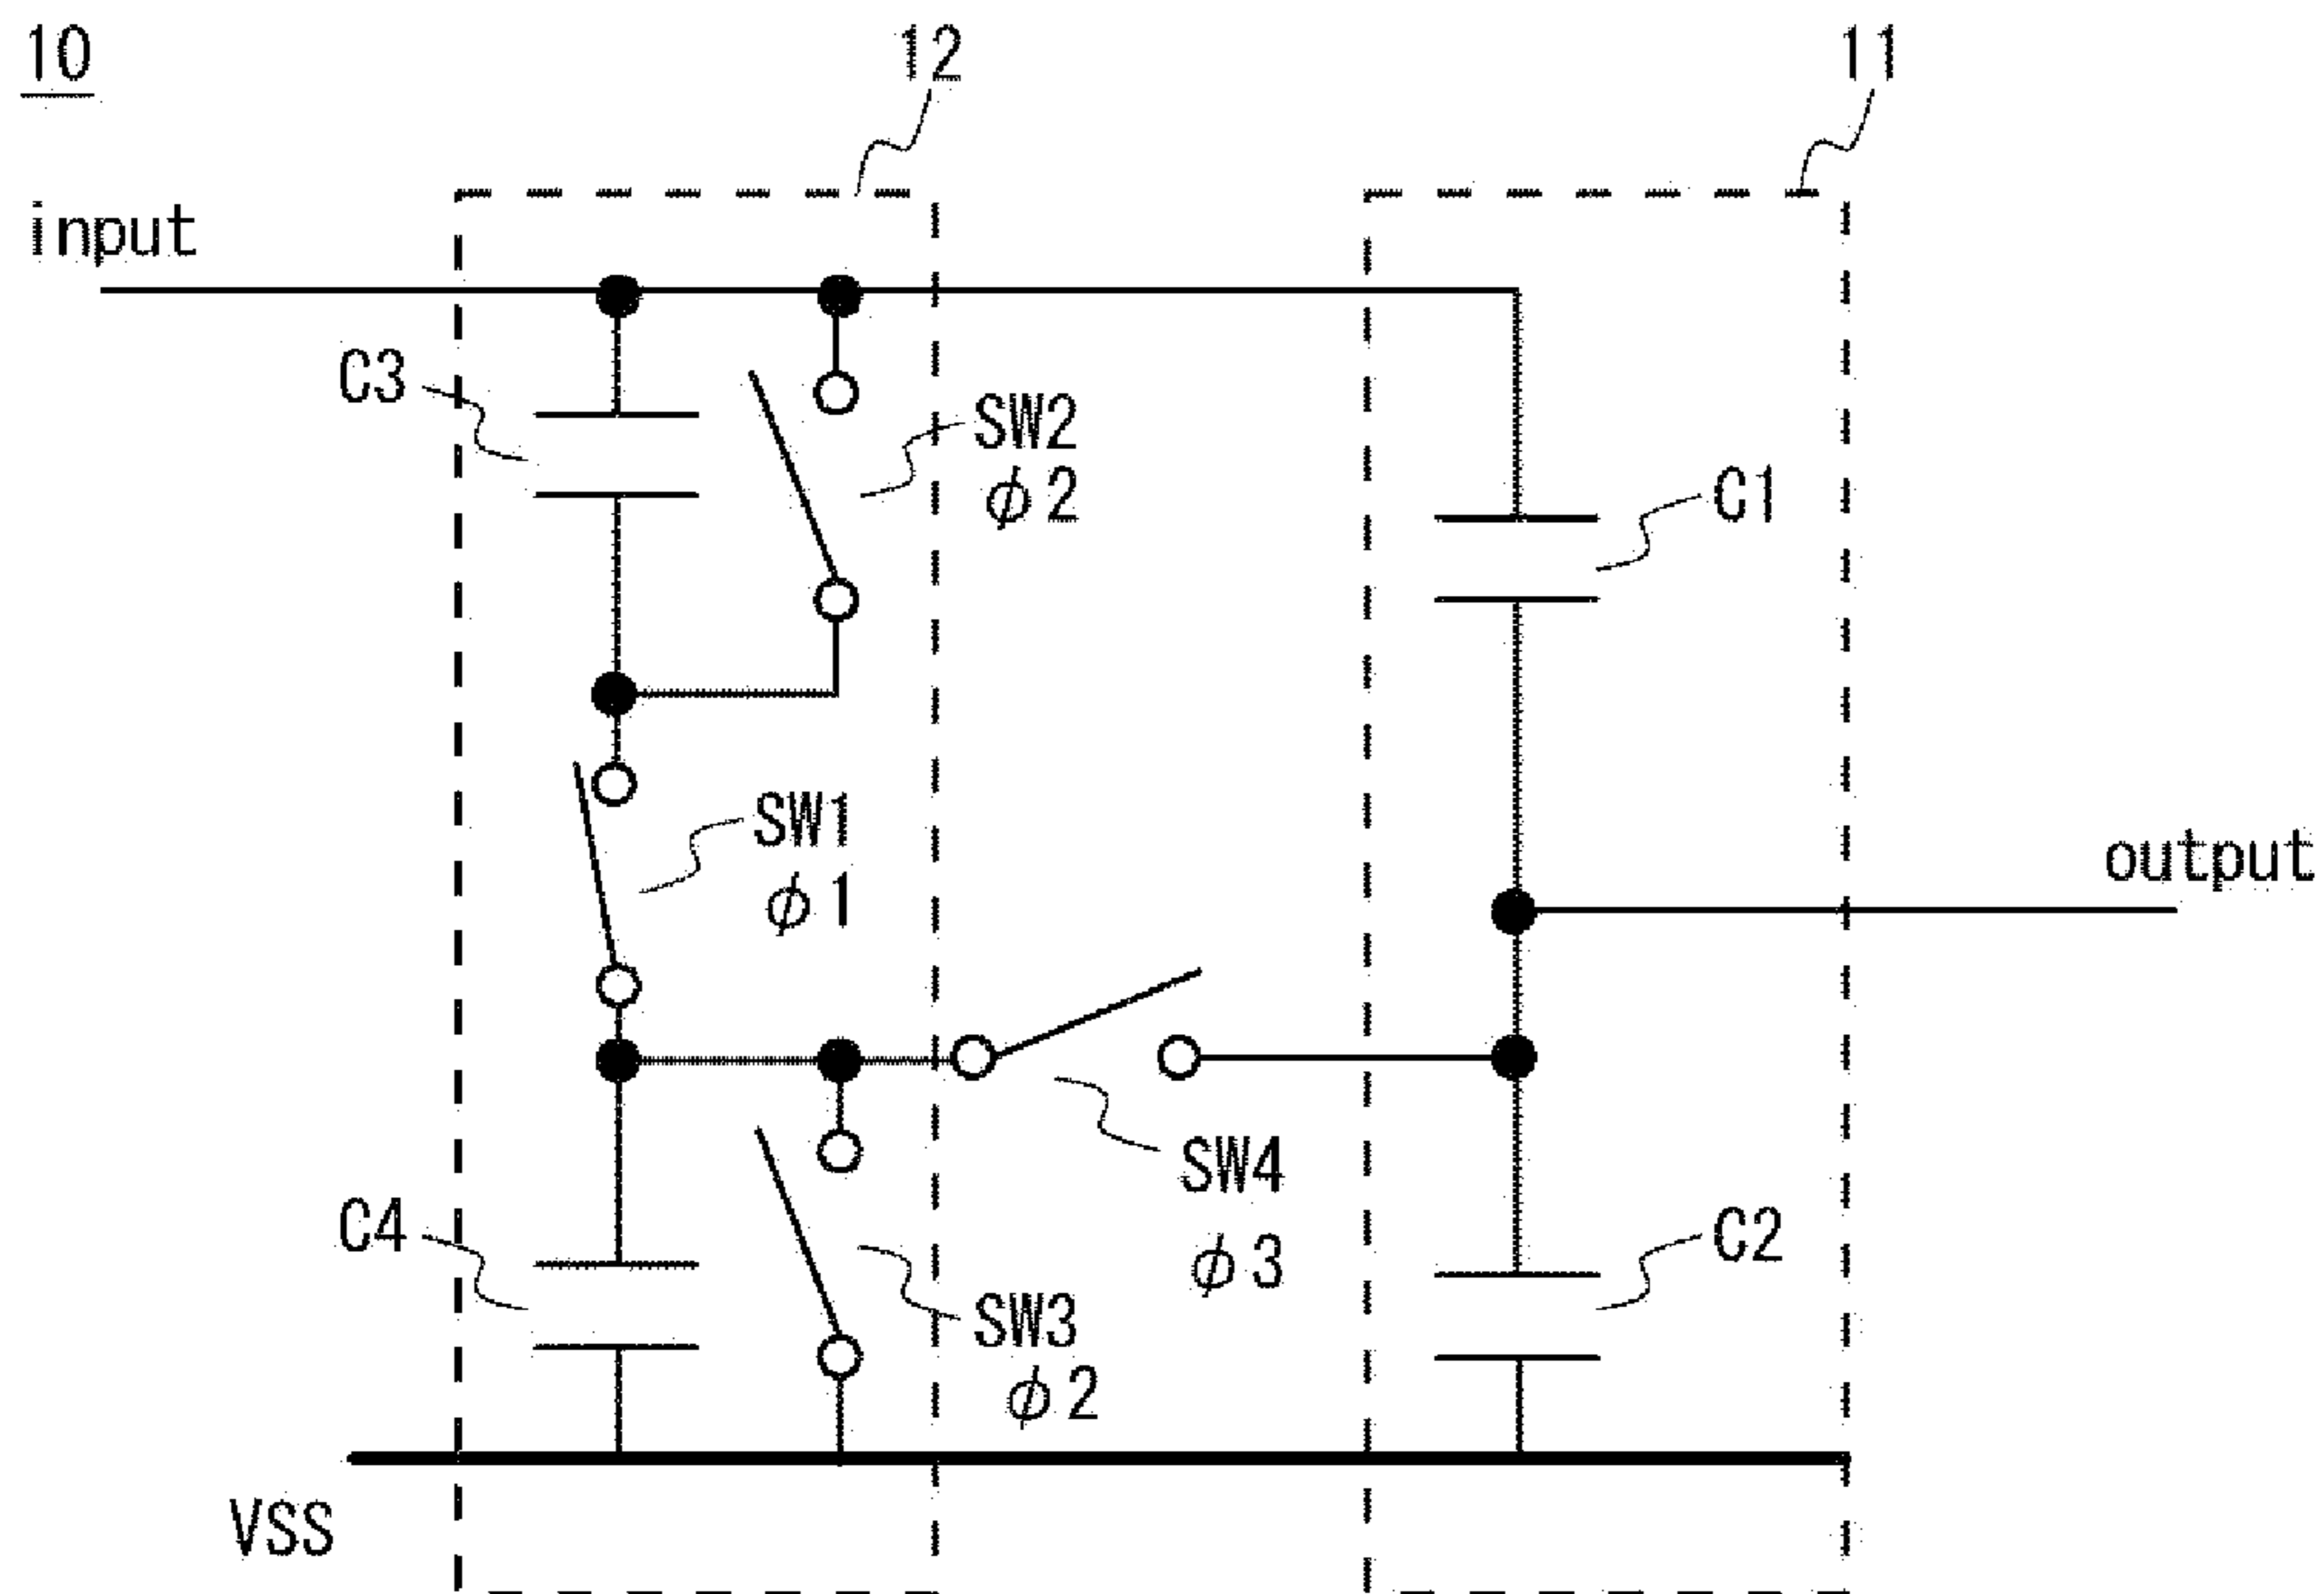 10
12
11
input
C3
SW2
ϕ2
C1
SW1
ϕ1
output
SW4
ϕ3
C4
C2
SW3
ϕ2
VSS